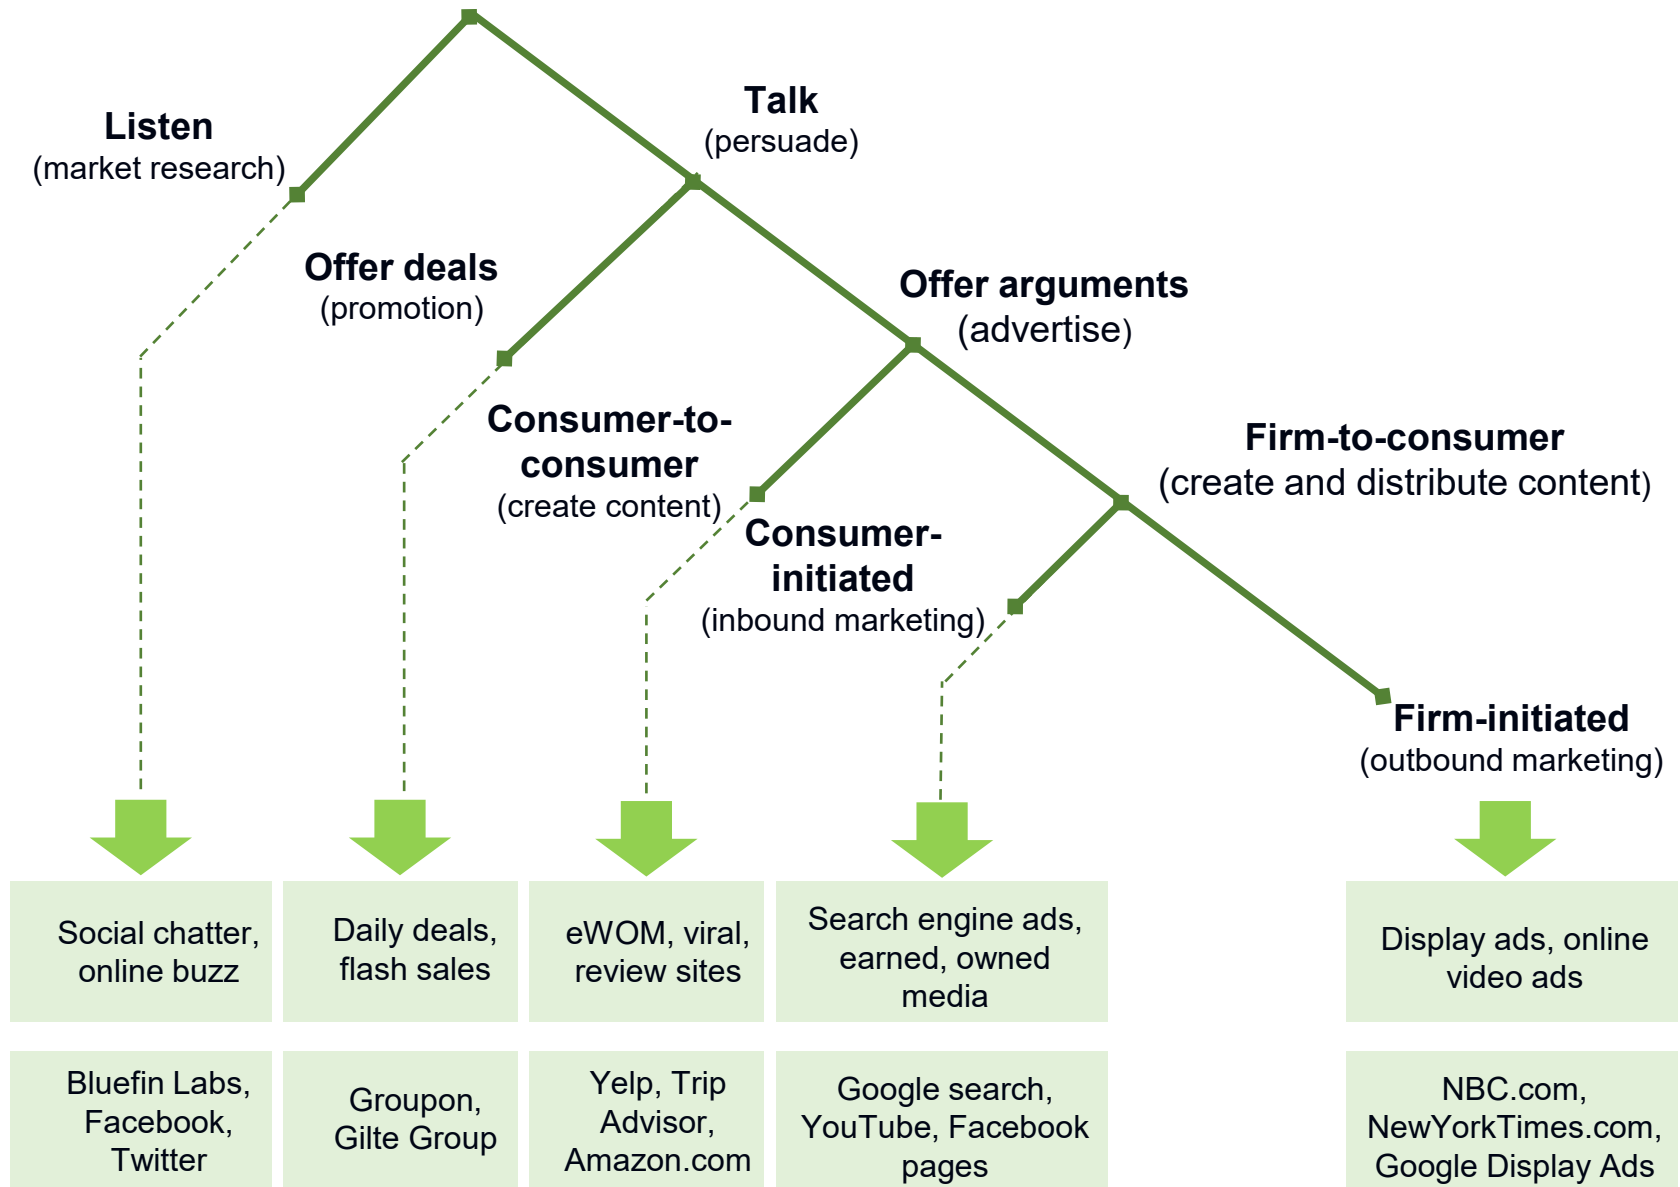 Talk
(persuade)
Listen
(market research)
Offer deals
(promotion)
Offer arguments
(advertise)
Consumer-to-
consumer
(create content)
Firm-to-consumer
(create and distribute content)
Consumer-
initiated
(inbound marketing)
Firm-initiated
(outbound marketing)
Social chatter,
online buzz
Daily deals,
flash sales
eWOM, viral,
review sites
Search engine ads,
earned, owned
media
Display ads, online
video ads
Bluefin Labs,
Facebook,
Twitter
Groupon,
Gilte Group
Yelp, Trip
Advisor,
Amazon.com
Google search,
YouTube, Facebook
pages
NBC.com,
NewYorkTimes.com,
Google Display Ads